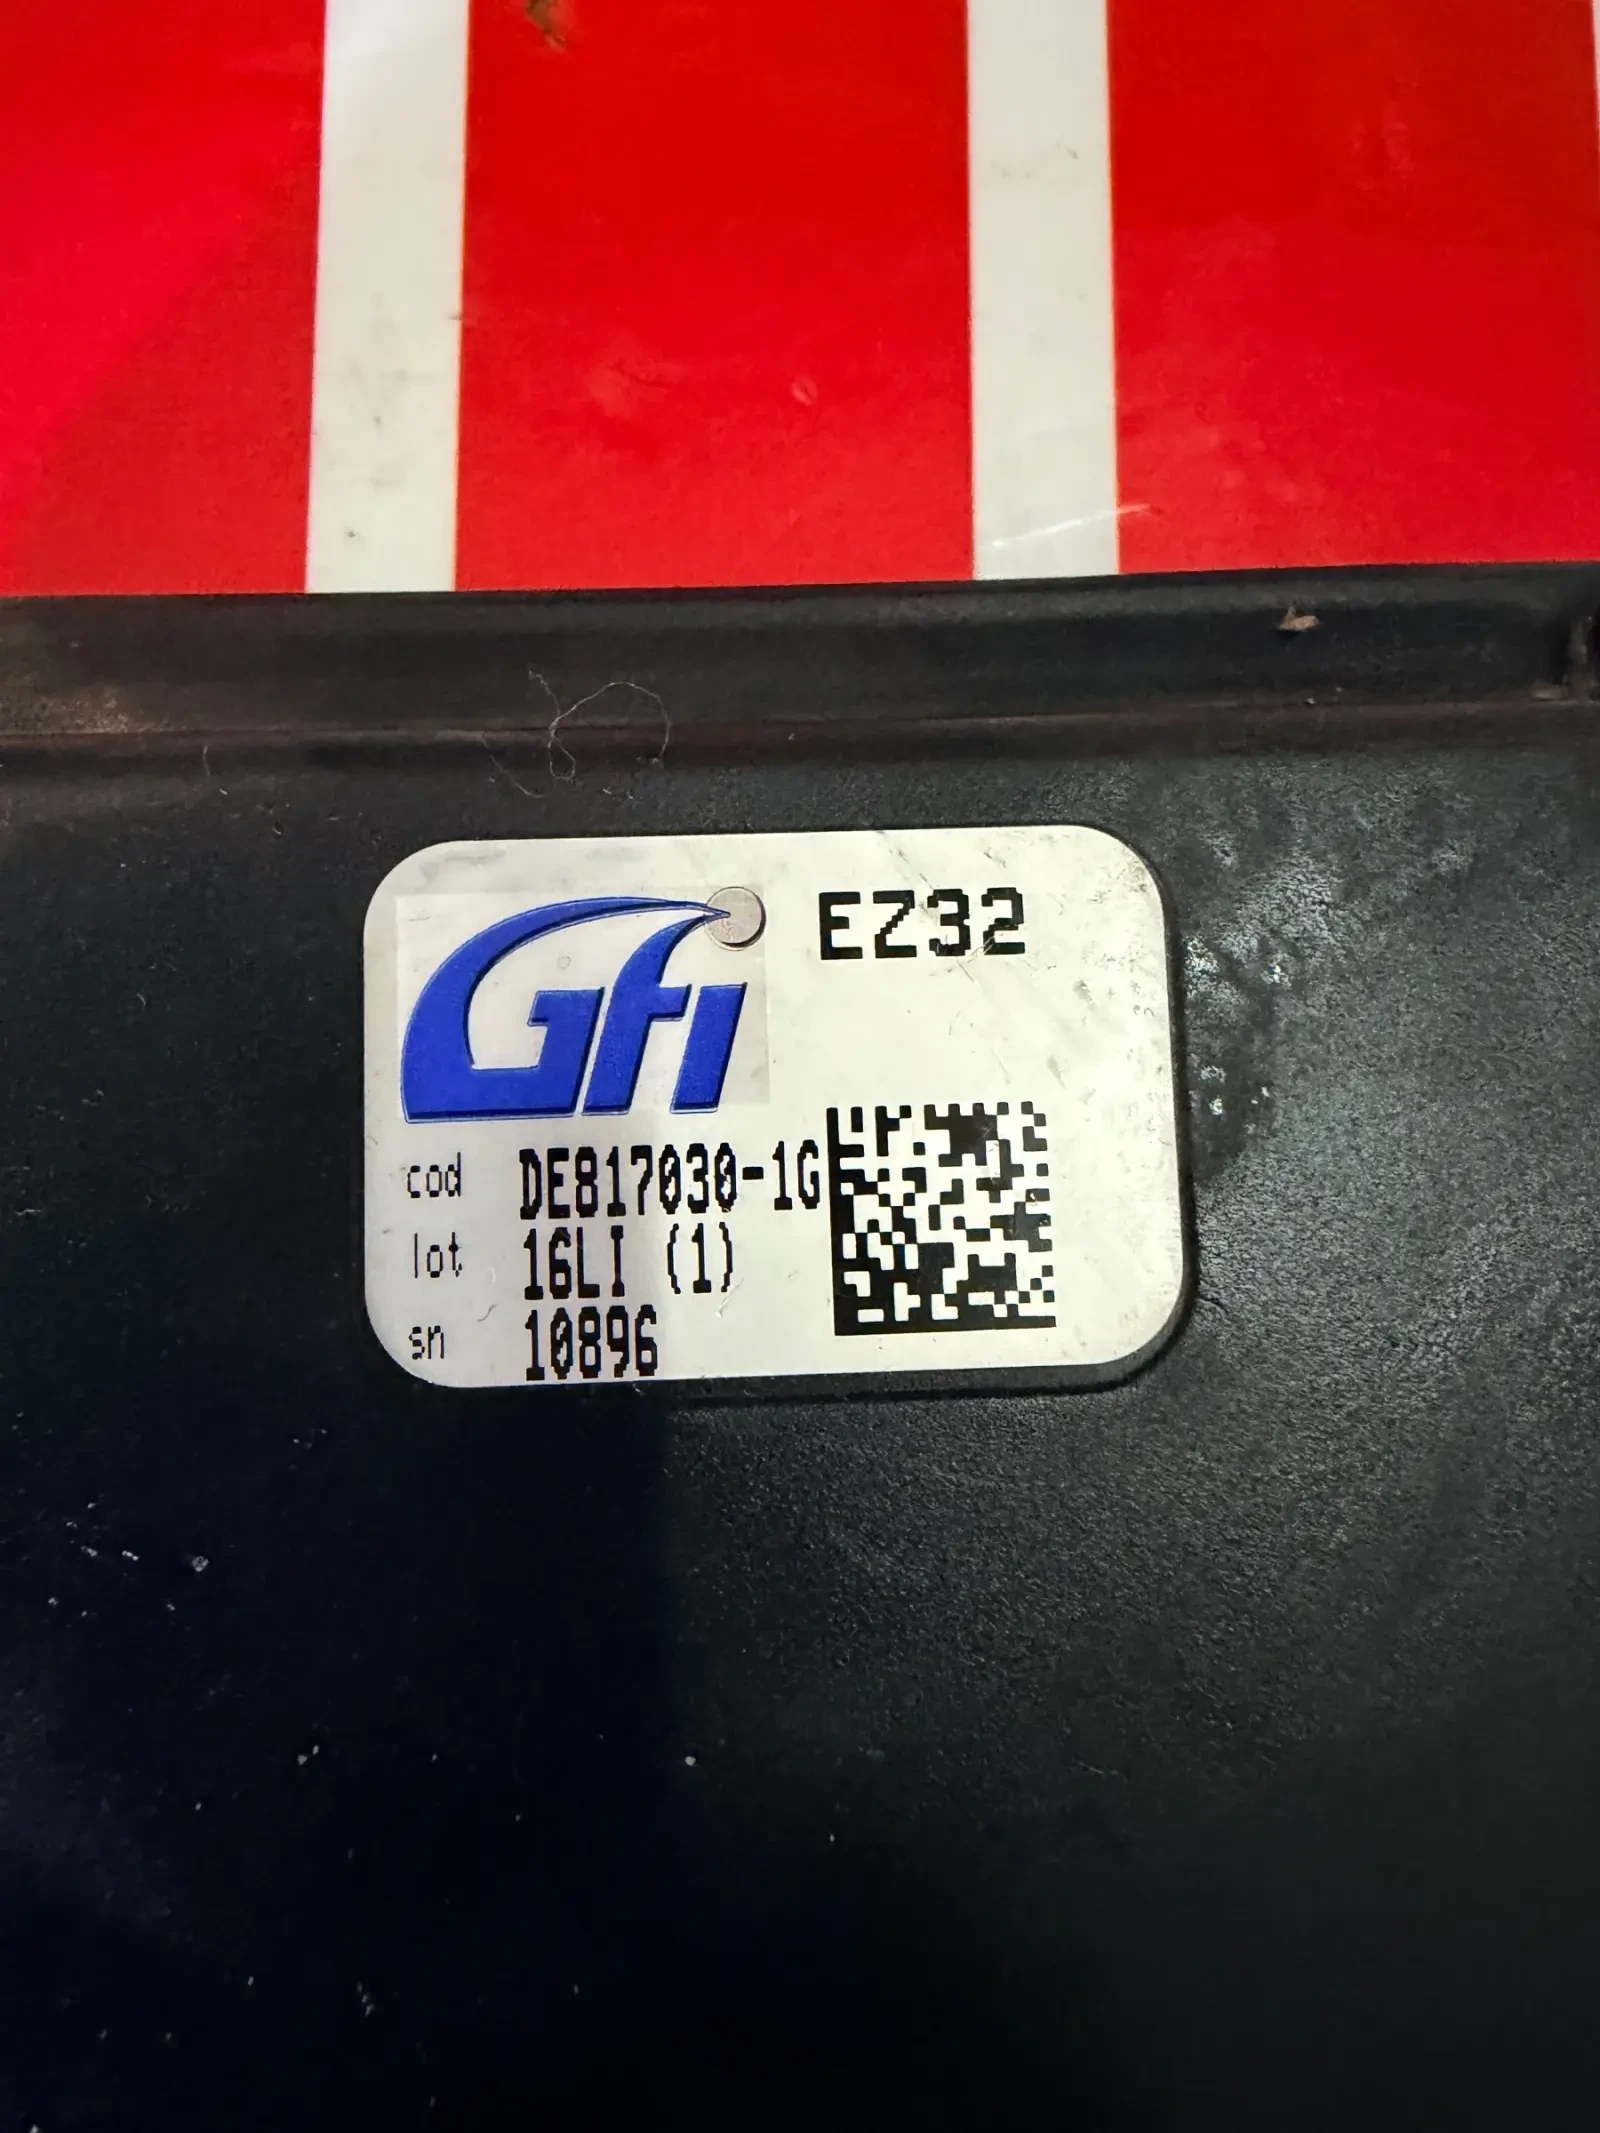 Gfi
EZ32
cod DE817030-1G
lot 16LI (1)
sn 10896